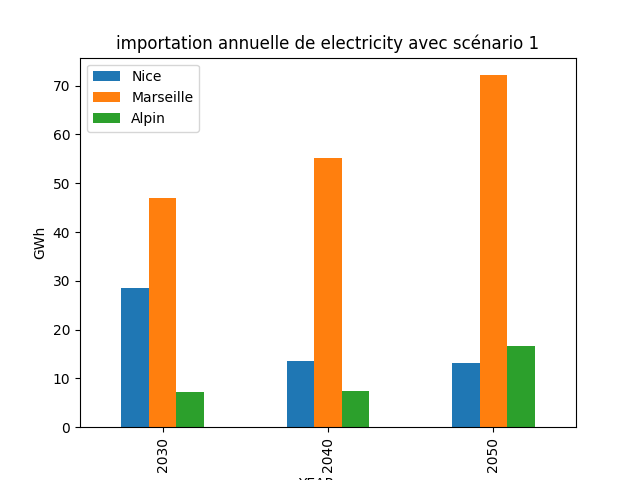 importation annuelle de electricity avec scénario 1
Nice
Marseille
Alpin
70
60
50
40
30
20
10
0
GWh
2030
2040
2050
YEAR